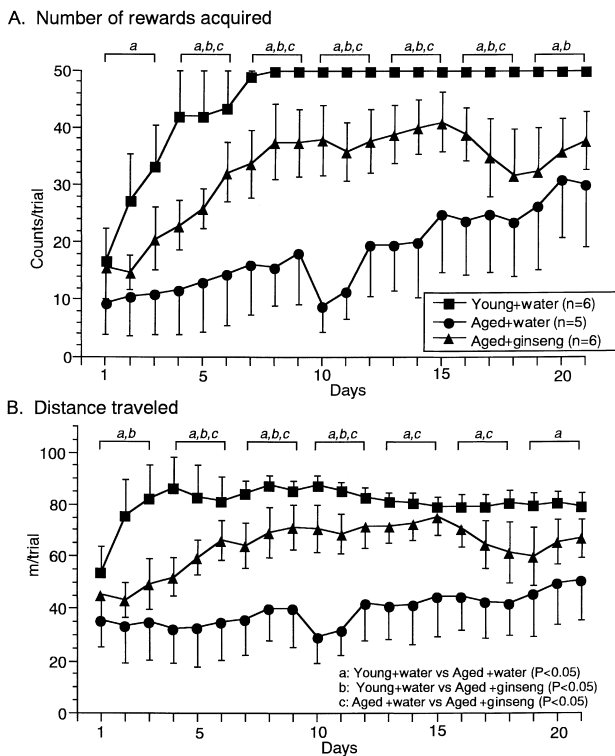 A. Number of rewards acquired
a a,b,c a,b,c a,b,c a,b,c a,b,c a,b
50
40
30
20
10
0
Counts/trial
Young+water (n=6)
Aged+water (n=5)
Aged+ginseng (n=6)
1 5 10 15 20
Days
B. Distance traveled
a,b a,b,c a,b,c a,b,c a,c a,c a
100
80
60
40
20
0
m/trial
a: Young+water vs Aged +water (P<0.05)
b: Young+water vs Aged +ginseng (P<0.05)
c: Aged +water vs Aged +ginseng (P<0.05)
1 5 10 15 20
Days